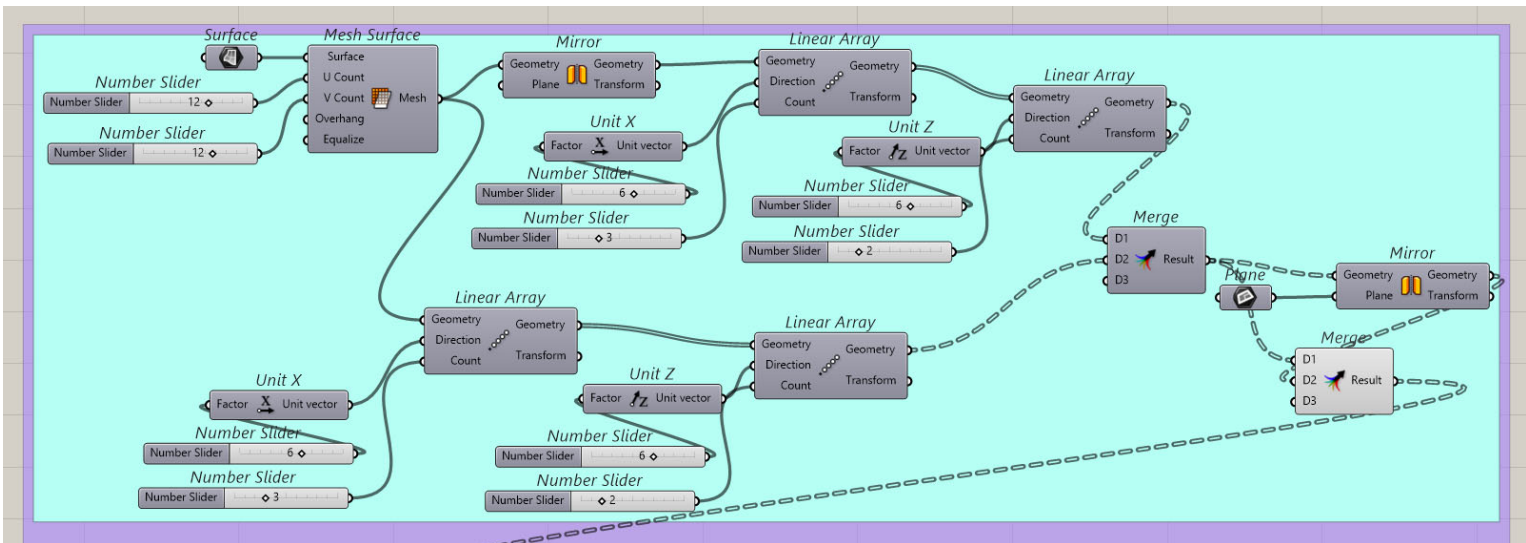 Surface
Surface
U Count
V Count
Overhang
Equalize
Mesh
Mesh Surface
Number Slider
Number Slider 12
Number Slider
Number Slider 12
Mirror
Geometry Geometry
Plane Transform
Linear Array
Geometry Geometry
Direction
Count Transform
Unit X
Factor X Unit vector
Number Slider
Number Slider 6
Number Slider
Number Slider 3
Linear Array
Geometry Geometry
Direction
Count Transform
Unit Z
Factor Z Unit vector
Number Slider
Number Slider 6
Number Slider
Number Slider 2
Merge
D1
D2 Result
D3
Plane
Mirror
Geometry Geometry
Plane Transform
Merge
D1
D2 Result
D3
Linear Array
Geometry Geometry
Direction
Count Transform
Unit X
Factor X Unit vector
Number Slider
Number Slider 6
Number Slider
Number Slider 3
Linear Array
Geometry Geometry
Direction
Count Transform
Unit Z
Factor Z Unit vector
Number Slider
Number Slider 6
Number Slider
Number Slider 2